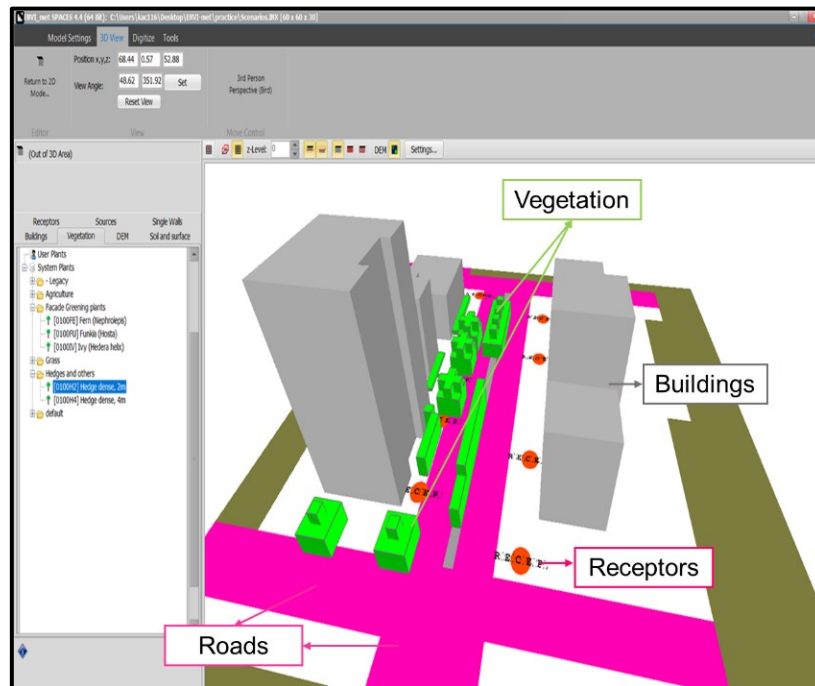 ENVI_met SPACES 4.4 (64 Bit): C:\Users\kac116\Desktop\ENVI-met\practice\Scenarios.INX [60 x 60 x 30]
Model Settings 3D View Digitize Tools
Position x,y,z: 68.44 0.57 52.88
Return to 2D Mode...
View Angle: 48.62 351.92 Set
Reset View
3rd Person
Perspective (Bird)
Editor View Move Control
(Out of 3D Area)
z-Level: 0 DEM Settings...
Receptors Sources Single Walls
Buildings Vegetation DEM Soil and surface
User Plants
System Plants
- Legacy
Agriculture
Facade Greening plants
[0100FE] Fern (Nephroleps)
[0100FU] Funkia (Hosta)
[0100IV] Ivy (Hedera helix)
Grass
Hedges and others
[0100H2] Hedge dense, 2m
[0100H4] Hedge dense, 4m
default
Vegetation
Buildings
Receptors
Roads